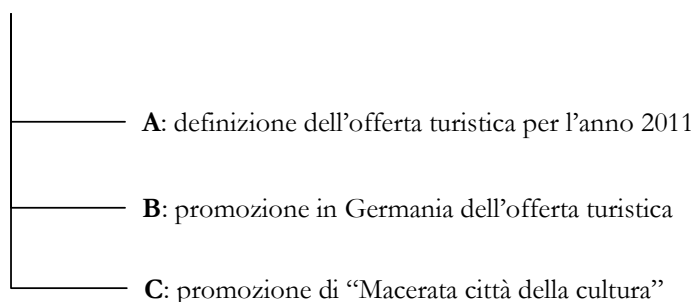 A: definizione dell’offerta turistica per l’anno 2011
B: promozione in Germania dell’offerta turistica
C: promozione di “Macerata città della cultura”